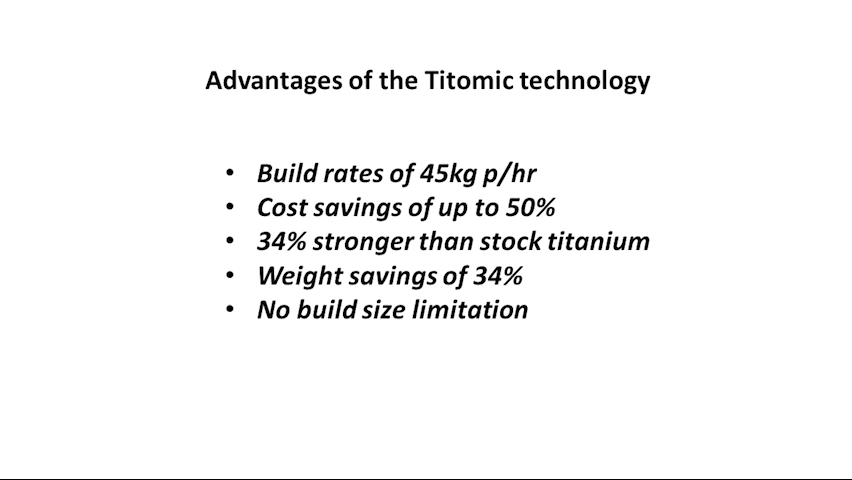 Advantages of the Titomic technology
• Build rates of 45kg p/hr
• Cost savings of up to 50%
• 34% stronger than stock titanium
• Weight savings of 34%
• No build size limitation